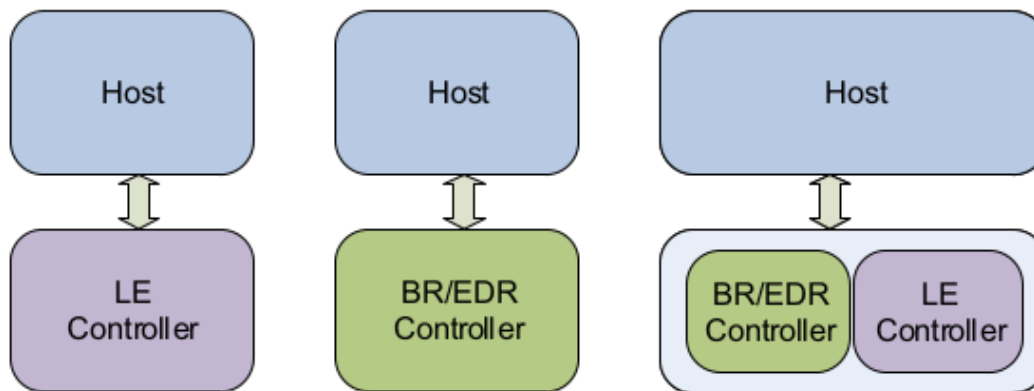 Host
Host
Host
LE
Controller
BR/EDR
Controller
BR/EDR
Controller
LE
Controller